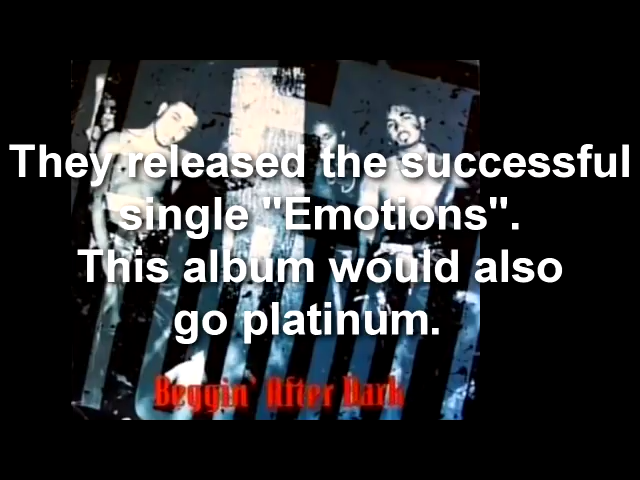 They released the successful
single "Emotions".
This album would also
go platinum.
Beggin' After Dark